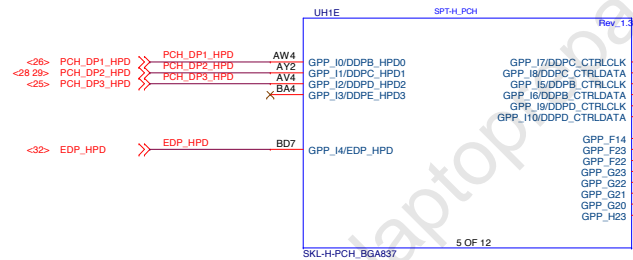 UH1E SPT-H_PCH
Rev_1.3
<26> PCH_DP1_HPD PCH_DP1_HPD AW4 GPP_I0/DDPB_HPD0 GPP_I7/DDPC_CTRLCLK
<28 29> PCH_DP2_HPD PCH_DP2_HPD AY2 GPP_I1/DDPC_HPD1 GPP_I8/DDPC_CTRLDATA
<25> PCH_DP3_HPD PCH_DP3_HPD AV4 GPP_I2/DDPD_HPD2 GPP_I5/DDPB_CTRLCLK
BA4 GPP_I3/DDPE_HPD3 GPP_I6/DDPB_CTRLDATA
GPP_I9/DDPD_CTRLCLK
GPP_I10/DDPD_CTRLDATA
GPP_F14
<32> EDP_HPD EDP_HPD BD7 GPP_I4/EDP_HPD GPP_F23
GPP_F22
GPP_G23
GPP_G22
GPP_G21
GPP_G20
GPP_H23
5 OF 12
SKL-H-PCH_BGA837